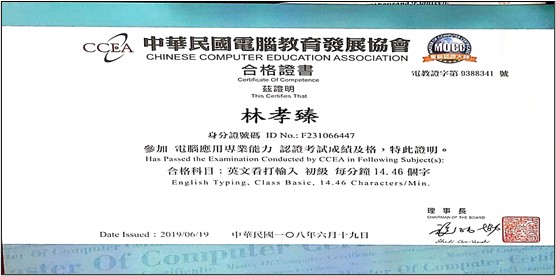 CCEA 中華民國電腦教育發展協會 MOCC
CHINESE COMPUTER EDUCATION ASSOCIATION
合格證書
Certificate Of Competence
電教證字第 9388341 號
茲證明
This Certifies That
林孝臻
身分證號碼 ID No.: F231066447
參加 電腦應用專業能力 認證考試成績及格，特此證明。
Has Passed the Examination Conducted by CCEA in Following Subject(s):
合格科目：英文看打輸入 初級 每分鐘 14.46 個字
English Typing, Class Basic, 14.46 Characters/Min.
理事長
CHAIRMAN OF THE BOARD
Date Issued : 2019/06/19 中華民國一〇八年六月十九日